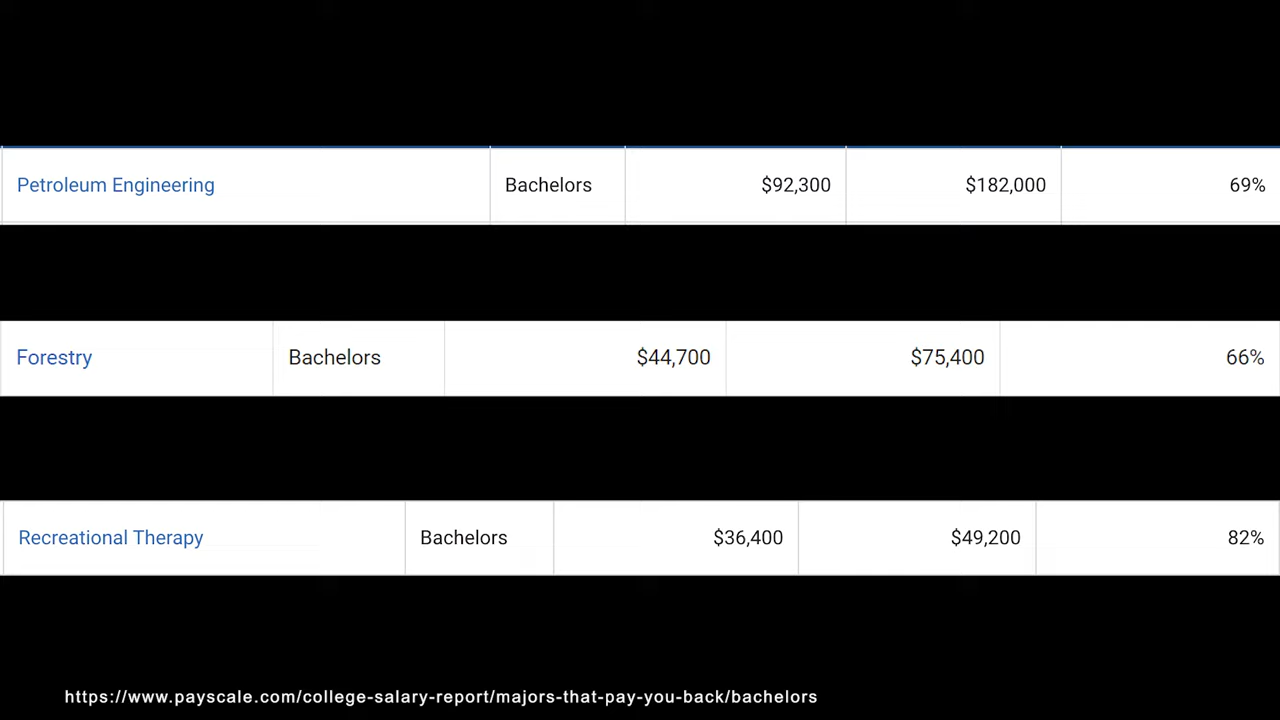 Petroleum Engineering Bachelors $92,300 $182,000 69%
Forestry Bachelors $44,700 $75,400 66%
Recreational Therapy Bachelors $36,400 $49,200 82%
https://www.payscale.com/college-salary-report/majors-that-pay-you-back/bachelors